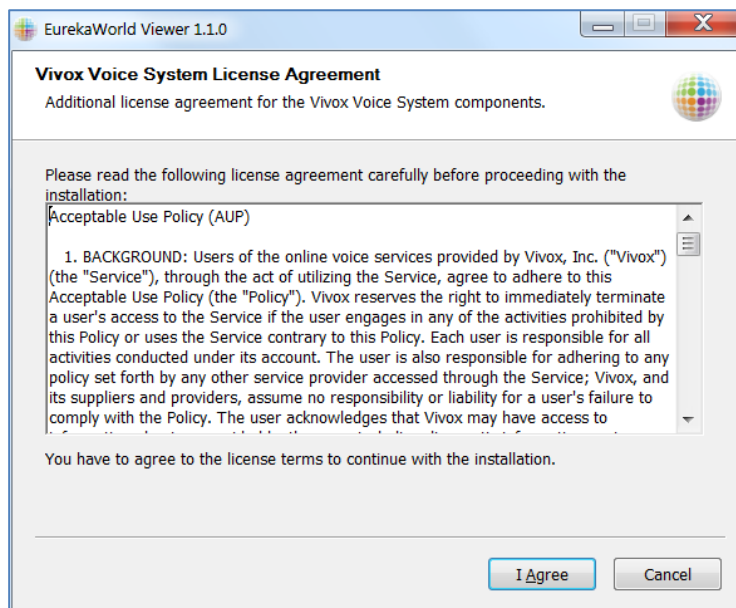 EurekaWorld Viewer 1.1.0
Vivox Voice System License Agreement
Additional license agreement for the Vivox Voice System components.
Please read the following license agreement carefully before proceeding with the
installation:
Acceptable Use Policy (AUP)
1. BACKGROUND: Users of the online voice services provided by Vivox, Inc. ("Vivox")
(the "Service"), through the act of utilizing the Service, agree to adhere to this
Acceptable Use Policy (the "Policy"). Vivox reserves the right to immediately terminate
a user's access to the Service if the user engages in any of the activities prohibited by
this Policy or uses the Service contrary to this Policy. Each user is responsible for all
activities conducted under its account. The user is also responsible for adhering to any
policy set forth by any other service provider accessed through the Service; Vivox, and
its suppliers and providers, assume no responsibility or liability for a user's failure to
comply with the Policy. The user acknowledges that Vivox may have access to
You have to agree to the license terms to continue with the installation.
I Agree
Cancel